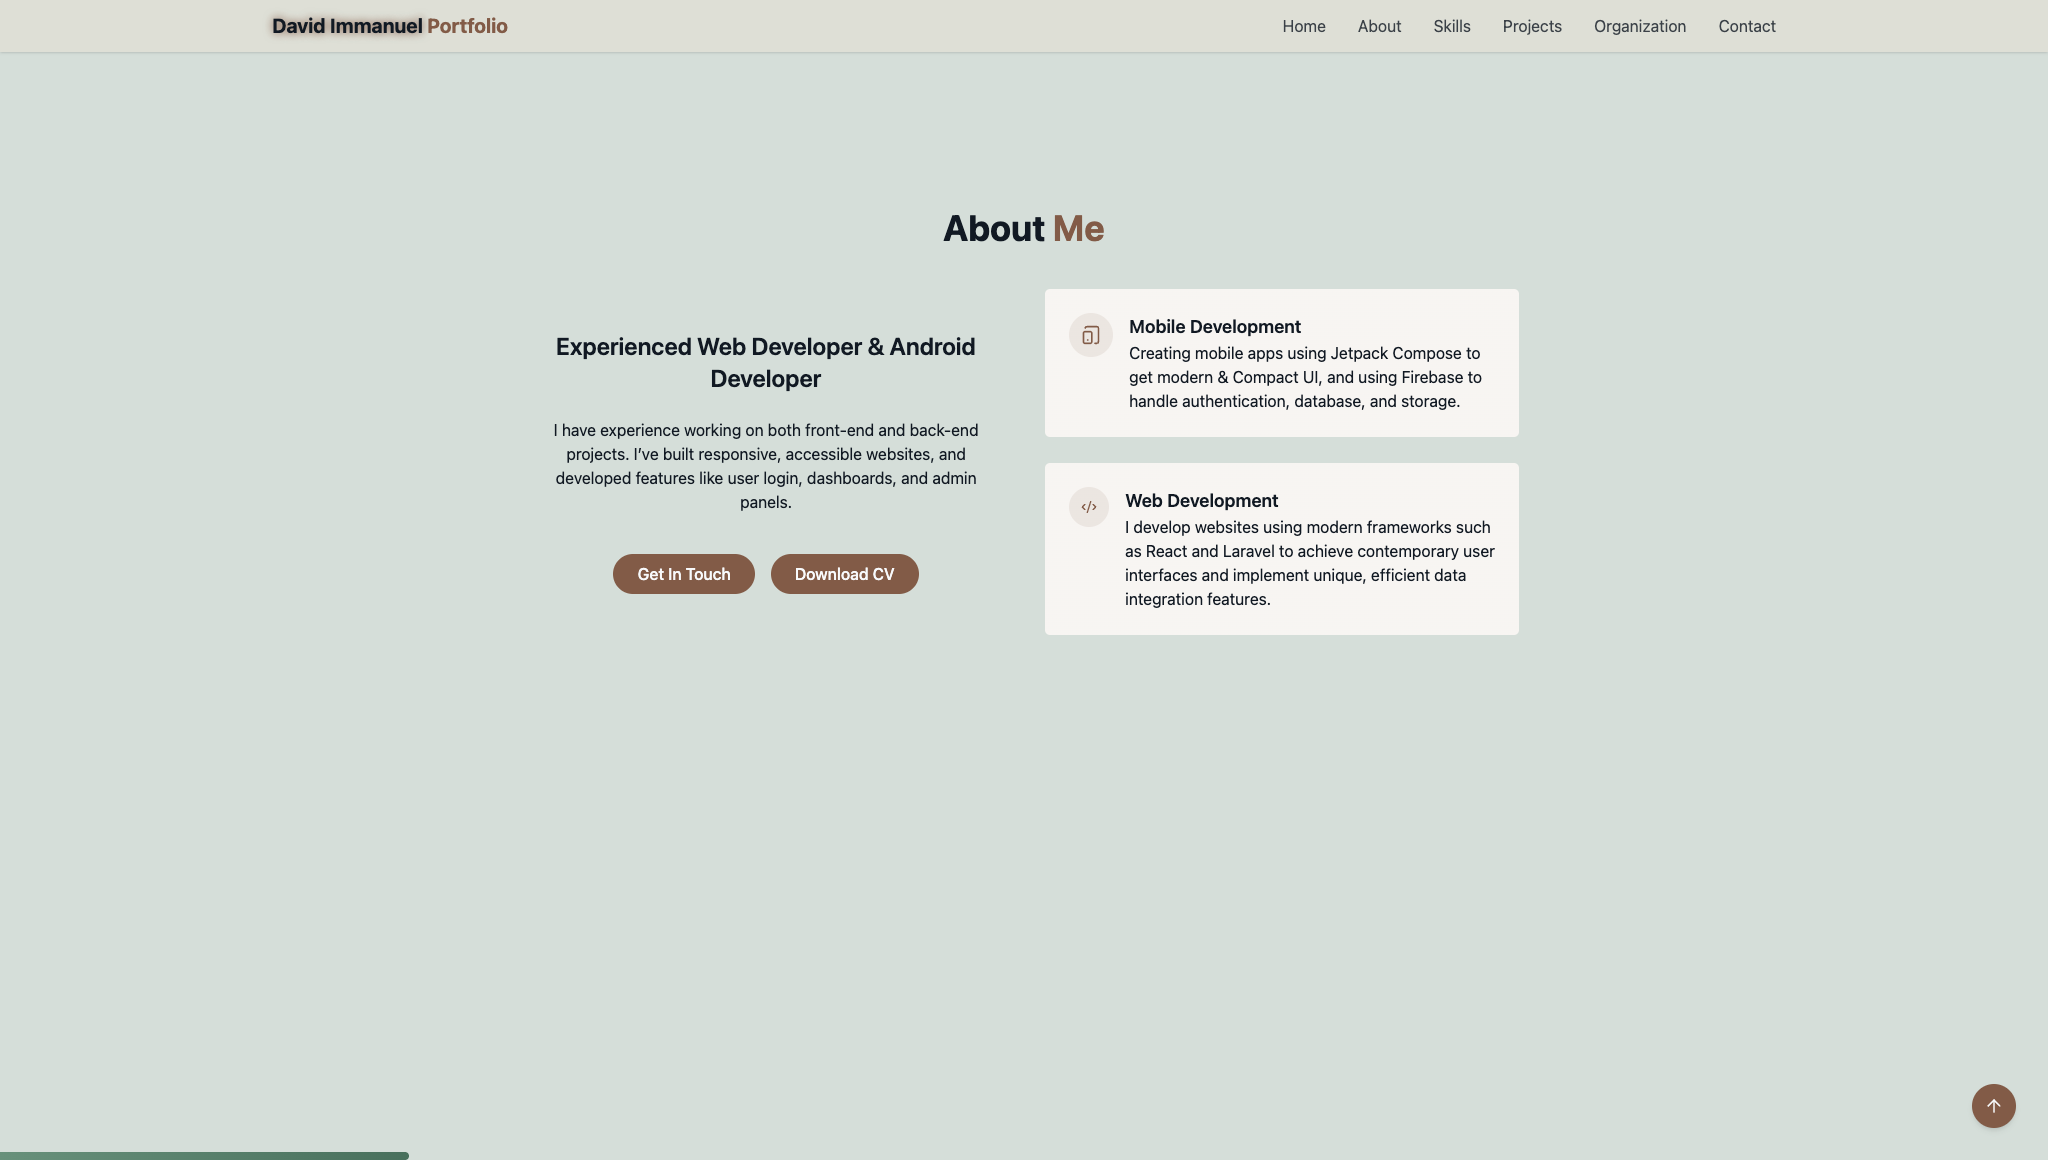 David Immanuel Portfolio
Home
About
Skills
Projects
Organization
Contact
About Me
Experienced Web Developer & Android
Developer
I have experience working on both front-end and back-end
projects. I’ve built responsive, accessible websites, and
developed features like user login, dashboards, and admin
panels.
Get In Touch
Download CV
Mobile Development
Creating mobile apps using Jetpack Compose to
get modern & Compact UI, and using Firebase to
handle authentication, database, and storage.
Web Development
I develop websites using modern frameworks such
as React and Laravel to achieve contemporary user
interfaces and implement unique, efficient data
integration features.